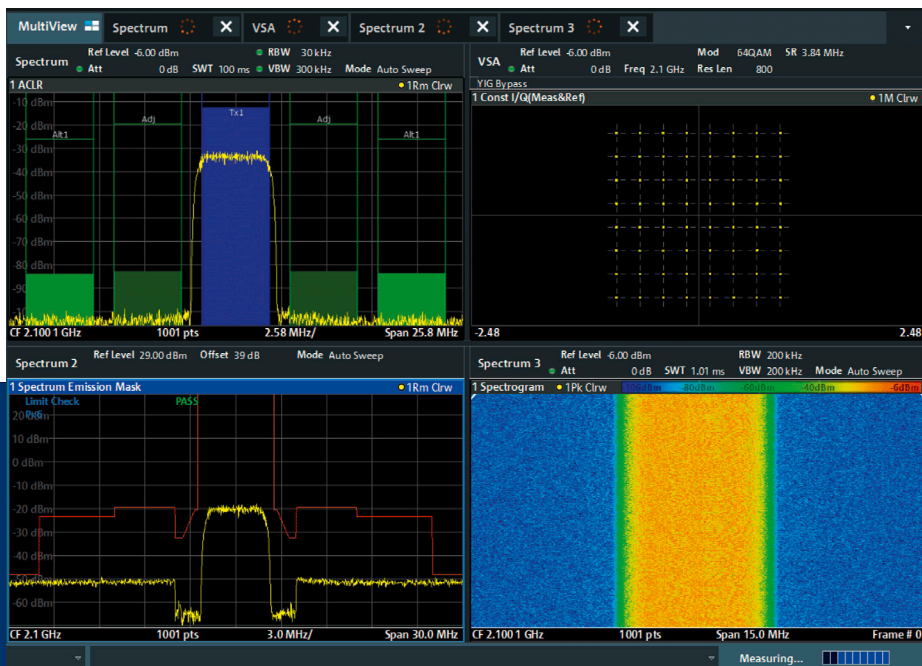 MultiView Spectrum X VSA X Spectrum 2 X Spectrum 3 X
Spectrum
Ref Level -6.00 dBm RBW 30 kHz
Att 0 dB SWT 100 ms VBW 300 kHz Mode Auto Sweep
1 ACLR 1Rm Clrw
-10 dBm
Tx1
Adj Adj
-20 dBm
Alt1 Alt1
-30 dBm
-40 dBm
-50 dBm
-60 dBm
-70 dBm
-80 dBm
-90 dBm
CF 2.100 1 GHz 1001 pts 2.58 MHz/ Span 25.8 MHz
VSA
Ref Level -6.00 dBm Mod 64QAM SR 3.84 MHz
Att 0 dB Freq 2.1 GHz Res Len 800
YIG Bypass
1 Const I/Q(Meas&Ref) 1M Clrw
-2.48 2.48
Spectrum 2
Ref Level 29.00 dBm Offset 39 dB Mode Auto Sweep
1 Spectrum Emission Mask 1Rm Clrw
Limit Check PASS
20 dBm
10 dBm
0 dBm
-10 dBm
-20 dBm
-30 dBm
-40 dBm
-60 dBm
CF 2.1 GHz 1001 pts 3.0 MHz/ Span 30.0 MHz
Spectrum 3
Ref Level -6.00 dBm RBW 200 kHz
Att 0 dB SWT 1.01 ms VBW 200 kHz Mode Auto Sweep
1 Spectrogram 1Pk Clrw -100dBm -80dBm -60dBm -40dBm -6dBm
CF 2.100 1 GHz 1001 pts Span 15.0 MHz Frame # 0
Measuring...